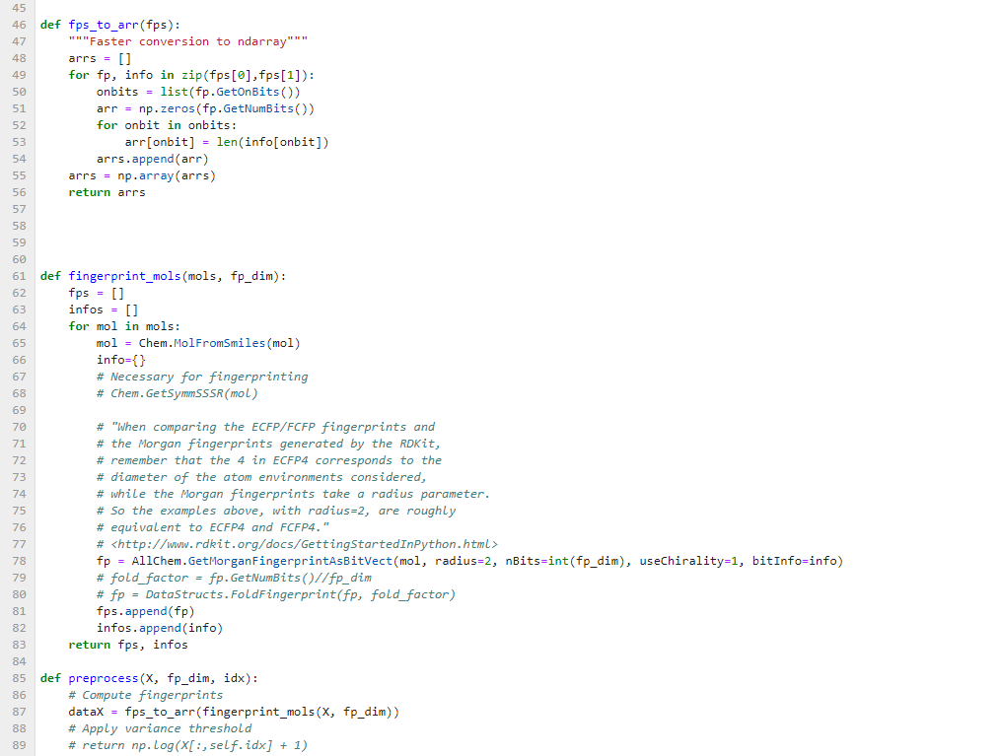 45
46 def fps_to_arr(fps):
47     """Faster conversion to ndarray"""
48     arrs = []
49     for fp, info in zip(fps[0],fps[1]):
50         onbits = list(fp.GetOnBits())
51         arr = np.zeros(fp.GetNumBits())
52         for onbit in onbits:
53             arr[onbit] = len(info[onbit])
54         arrs.append(arr)
55     arrs = np.array(arrs)
56     return arrs
57
58
59
60
61 def fingerprint_mols(mols, fp_dim):
62     fps = []
63     infos = []
64     for mol in mols:
65         mol = Chem.MolFromSmiles(mol)
66         info={}
67         # Necessary for fingerprinting
68         # Chem.GetSymmSSSR(mol)
69
70         # "When comparing the ECFP/FCFP fingerprints and
71         # the Morgan fingerprints generated by the RDKit,
72         # remember that the 4 in ECFP4 corresponds to the
73         # diameter of the atom environments considered,
74         # while the Morgan fingerprints take a radius parameter.
75         # So the examples above, with radius=2, are roughly
76         # equivalent to ECFP4 and FCFP4."
77         # <http://www.rdkit.org/docs/GettingStartedInPython.html>
78         fp = AllChem.GetMorganFingerprintAsBitVect(mol, radius=2, nBits=int(fp_dim), useChirality=1, bitInfo=info)
79         # fold_factor = fp.GetNumBits()//fp_dim
80         # fp = DataStructs.FoldFingerprint(fp, fold_factor)
81         fps.append(fp)
82         infos.append(info)
83     return fps, infos
84
85 def preprocess(X, fp_dim, idx):
86     # Compute fingerprints
87     dataX = fps_to_arr(fingerprint_mols(X, fp_dim))
88     # Apply variance threshold
89     # return np.log(X[:,self.idx] + 1)